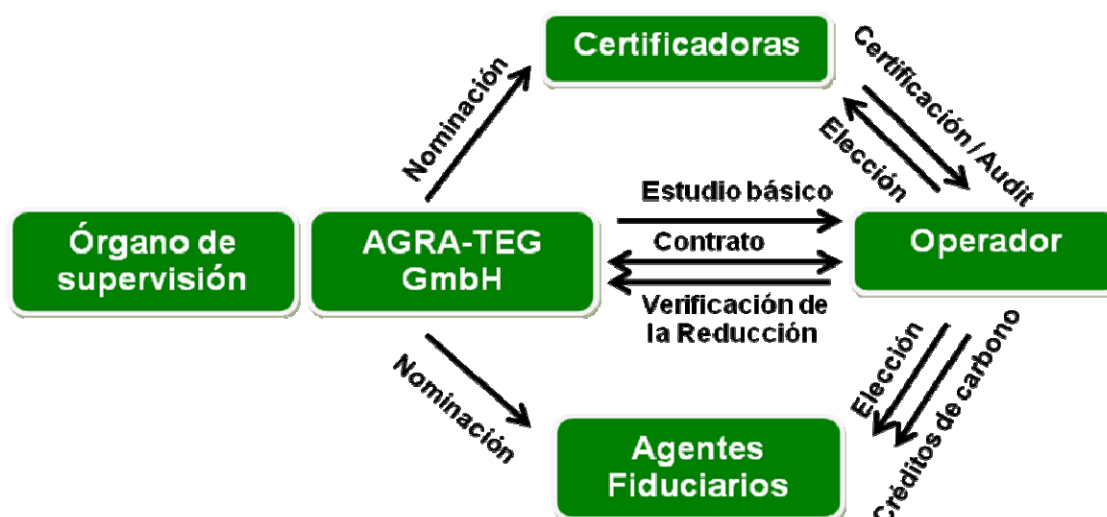 Certificadoras
Certificación / Audit
Nominación
Elección
Estudio básico
Órgano de
supervisión
AGRA-TEG
GmbH
Contrato
Operador
Verificación de
la Reducción
Nominación
Elección
Créditos de carbono
Agentes
Fiduciarios